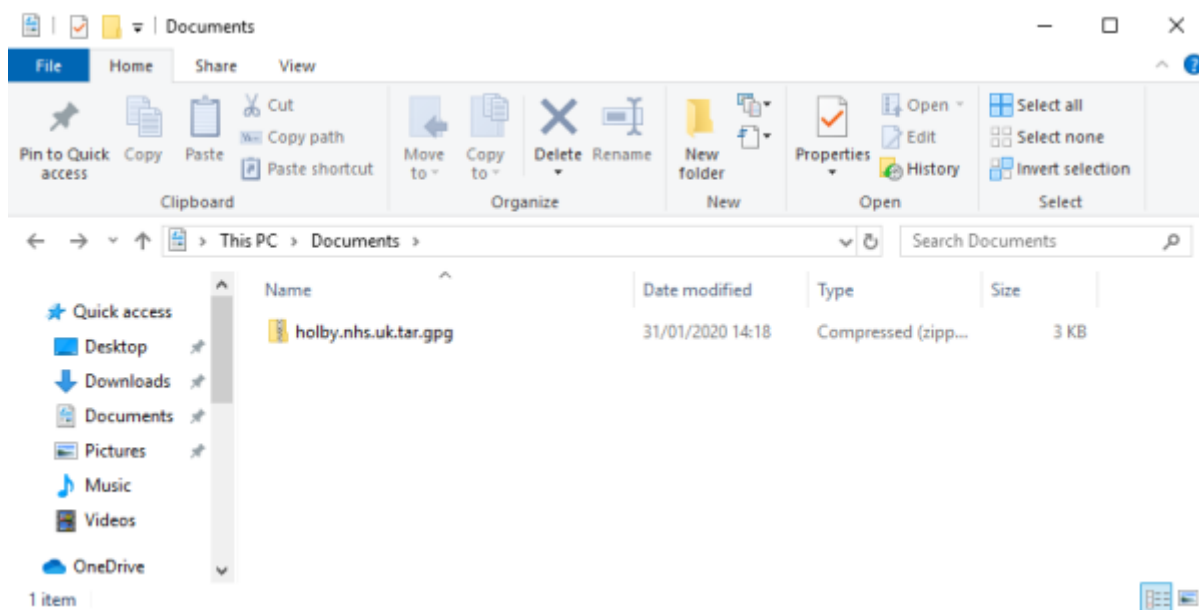 Documents
File Home Share View
Pin to Quick access
Copy
Paste
Cut
Copy path
Paste shortcut
Clipboard
Move to
Copy to
Delete
Rename
Organize
New folder
New
Properties
Open
Edit
History
Open
Select all
Select none
Invert selection
Select
This PC > Documents >
Search Documents
Name Date modified Type Size
holby.nhs.uk.tar.gpg 31/01/2020 14:18 Compressed (zipp... 3 KB
Quick access
Desktop
Downloads
Documents
Pictures
Music
Videos
OneDrive
1 item